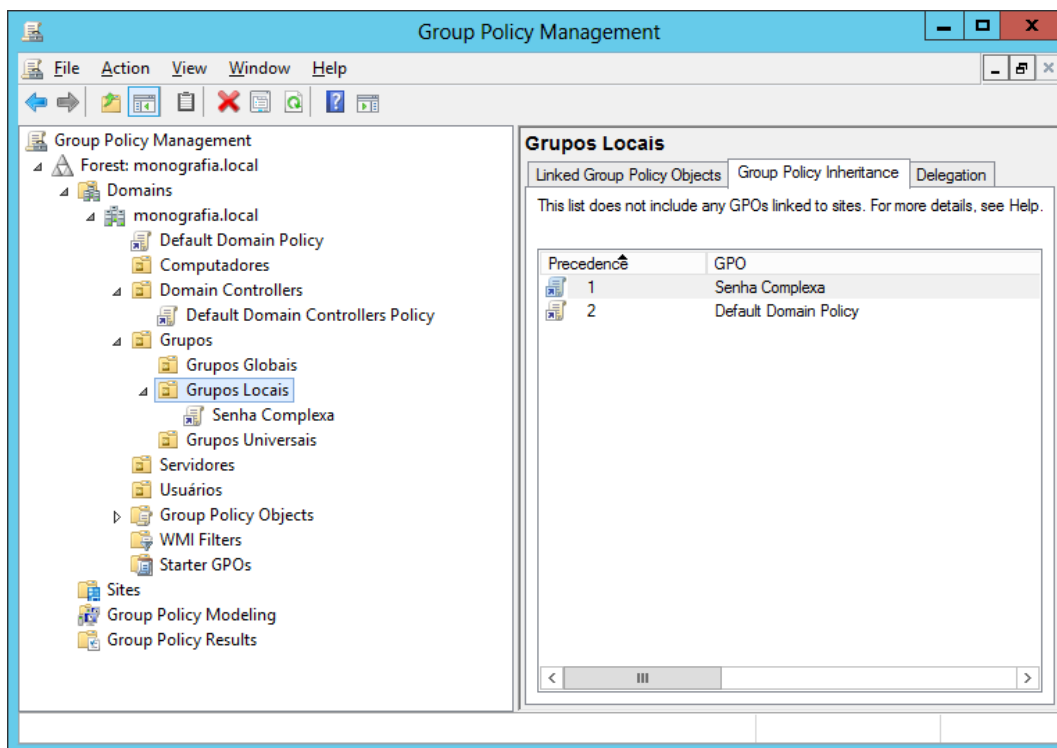 Group Policy Management
File Action View Window Help
Group Policy Management
Forest: monografia.local
Domains
monografia.local
Default Domain Policy
Computadores
Domain Controllers
Default Domain Controllers Policy
Grupos
Grupos Globais
Grupos Locais
Senha Complexa
Grupos Universais
Servidores
Usuários
Group Policy Objects
WMI Filters
Starter GPOs
Sites
Group Policy Modeling
Group Policy Results
Grupos Locais
Linked Group Policy Objects Group Policy Inheritance Delegation
This list does not include any GPOs linked to sites. For more details, see Help.
Precedence GPO
1 Senha Complexa
2 Default Domain Policy